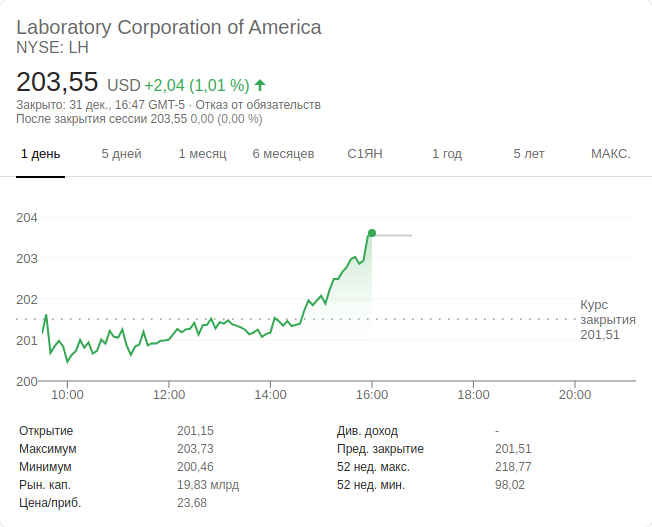 Laboratory Corporation of America
NYSE: LH
203,55 USD +2,04 (1,01 %)
Закрыто: 31 дек., 16:47 GMT-5 · Отказ от обязательств
После закрытия сессии 203,55 0,00 (0,00 %)
1 день 5 дней 1 месяц 6 месяцев С1ЯН 1 год 5 лет МАКС.
204
203
202
201
200
Курс
закрытия
201,51
10:00 12:00 14:00 16:00 18:00 20:00
Открытие 201,15 Див. доход -
Максимум 203,73 Пред. закрытие 201,51
Минимум 200,46 52 нед. макс. 218,77
Рын. кап. 19,83 млрд 52 нед. мин. 98,02
Цена/приб. 23,68